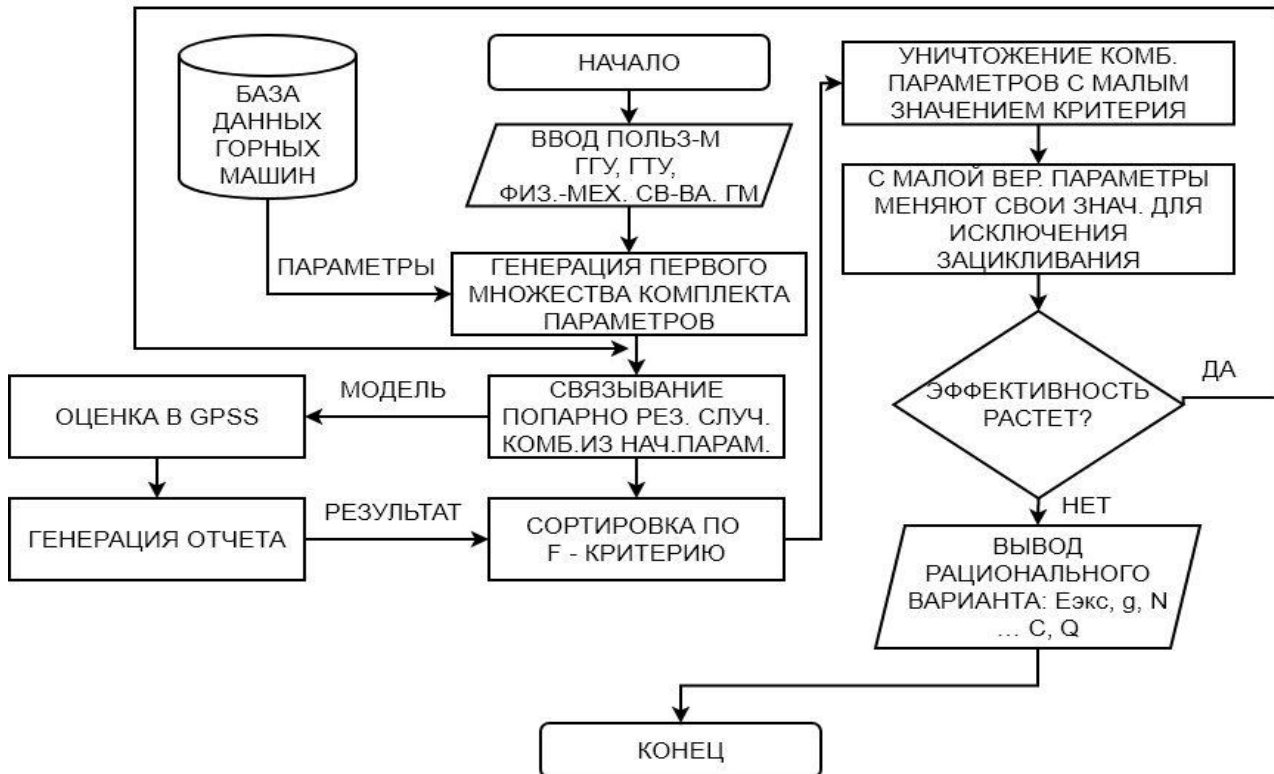 НАЧАЛО
БАЗА
ДАННЫХ
ГОРНЫХ
МАШИН
ВВОД ПОЛЬЗ-М
ГГУ, ГТУ,
ФИЗ.-МЕХ. СВ-ВА. ГМ
ПАРАМЕТРЫ
ГЕНЕРАЦИЯ ПЕРВОГО
МНОЖЕСТВА КОМПЛЕКТА
ПАРАМЕТРОВ
СВЯЗЫВАНИЕ
ПОПАРНО РЕЗ. СЛУЧ.
КОМБ.ИЗ НАЧ.ПАРАМ.
МОДЕЛЬ
ОЦЕНКА В GPSS
ГЕНЕРАЦИЯ ОТЧЕТА
РЕЗУЛЬТАТ
СОРТИРОВКА ПО
F - КРИТЕРИЮ
УНИЧТОЖЕНИЕ КОМБ.
ПАРАМЕТРОВ С МАЛЫМ
ЗНАЧЕНИЕМ КРИТЕРИЯ
С МАЛОЙ ВЕР. ПАРАМЕТРЫ
МЕНЯЮТ СВОИ ЗНАЧ. ДЛЯ
ИСКЛЮЧЕНИЯ
ЗАЦИКЛИВАНИЯ
ЭФФЕКТИВНОСТЬ
РАСТЕТ?
ДА
НЕТ
ВЫВОД
РАЦИОНАЛЬНОГО
ВАРИАНТА: Еэкс, g, N
... C, Q
КОНЕЦ